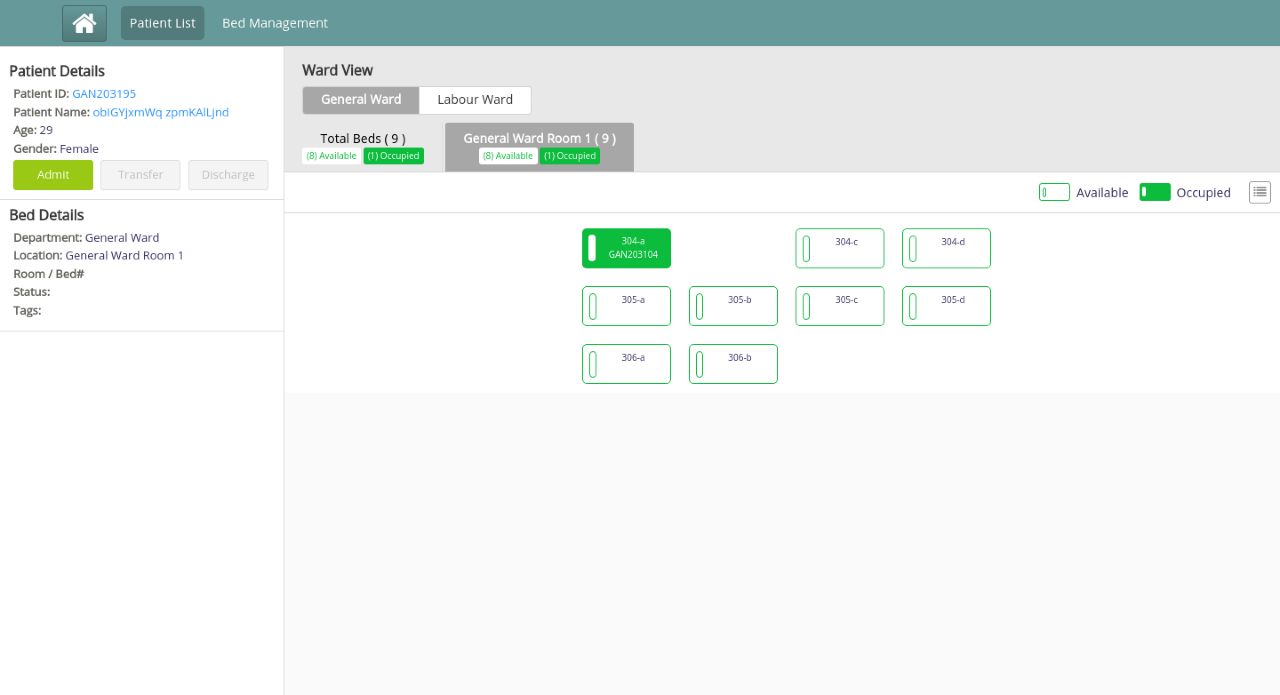 Patient List Bed Management
Patient Details
Patient ID: GAN203195
Patient Name: obIGYjxmWq zpmKAlLjnd
Age: 29
Gender: Female
Admit Transfer Discharge
Bed Details
Department: General Ward
Location: General Ward Room 1
Room / Bed#
Status:
Tags:
Ward View
General Ward Labour Ward
Total Beds ( 9 ) General Ward Room 1 ( 9 )
(8) Available (1) Occupied (8) Available (1) Occupied
Available Occupied
304-a 304-c 304-d
GAN203104
305-a 305-b 305-c 305-d
306-a 306-b